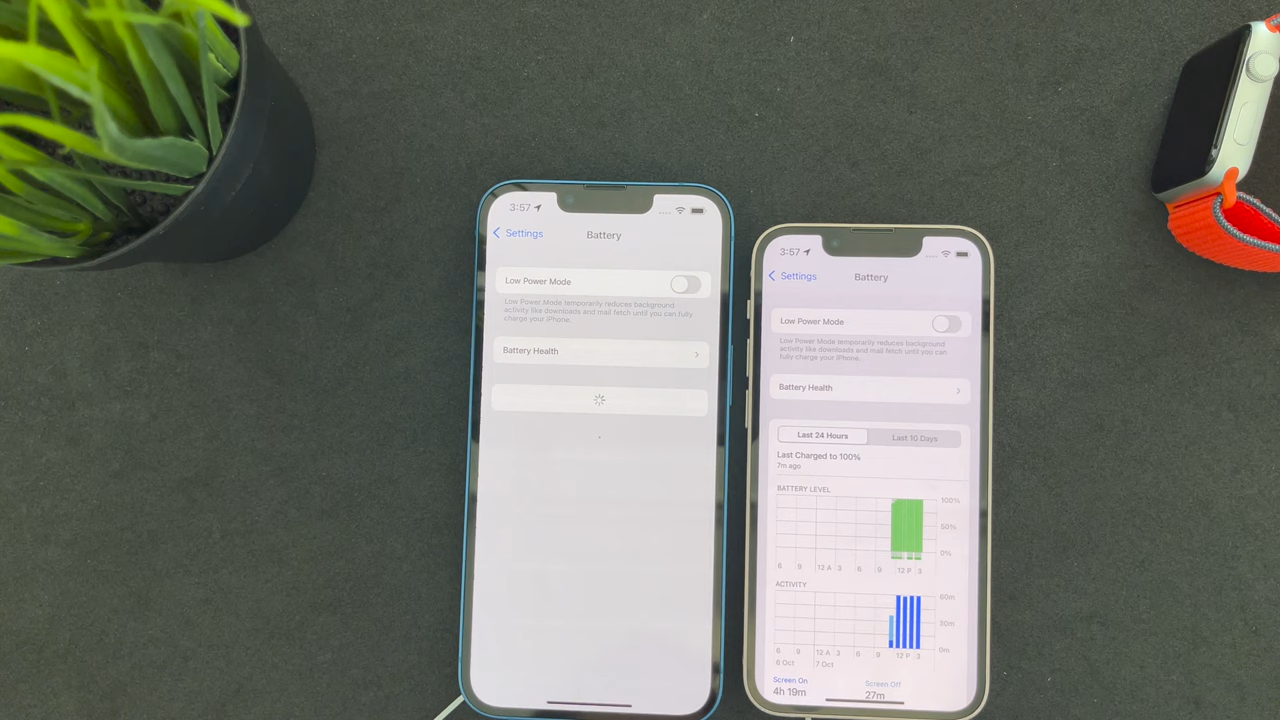 3:57
Settings
Battery
Low Power Mode
Low Power Mode temporarily reduces background
activity like downloads and mail fetch until you can fully
charge your iPhone.
Battery Health
3:57
Settings
Battery
Low Power Mode
Low Power Mode temporarily reduces background
activity like downloads and mail fetch until you can
fully charge your iPhone.
Battery Health
Last 24 Hours
Last 10 Days
Last Charged to 100%
7m ago
BATTERY LEVEL
100%
50%
0%
6 9 12 A 3 6 9 12 P 3
ACTIVITY
60m
30m
0m
6 9 12 A 3 6 9 12 P 3
6 Oct 7 Oct
Screen On Screen Off
4h 19m 27m